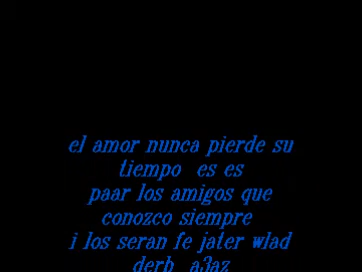 el amor nunca pierde su
tiempo es es
paar los amigos que
conozco siempre
i los seran fe jater wlad
derb a3az